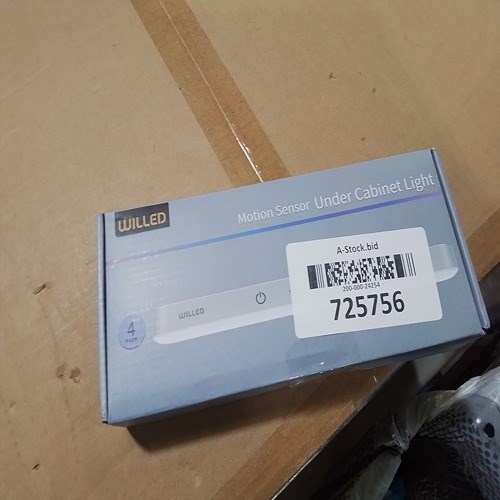 WILLED
Motion Sensor Under Cabinet Light
A-Stock.bid
200-000-24254
725756
WILLED
4
PACK